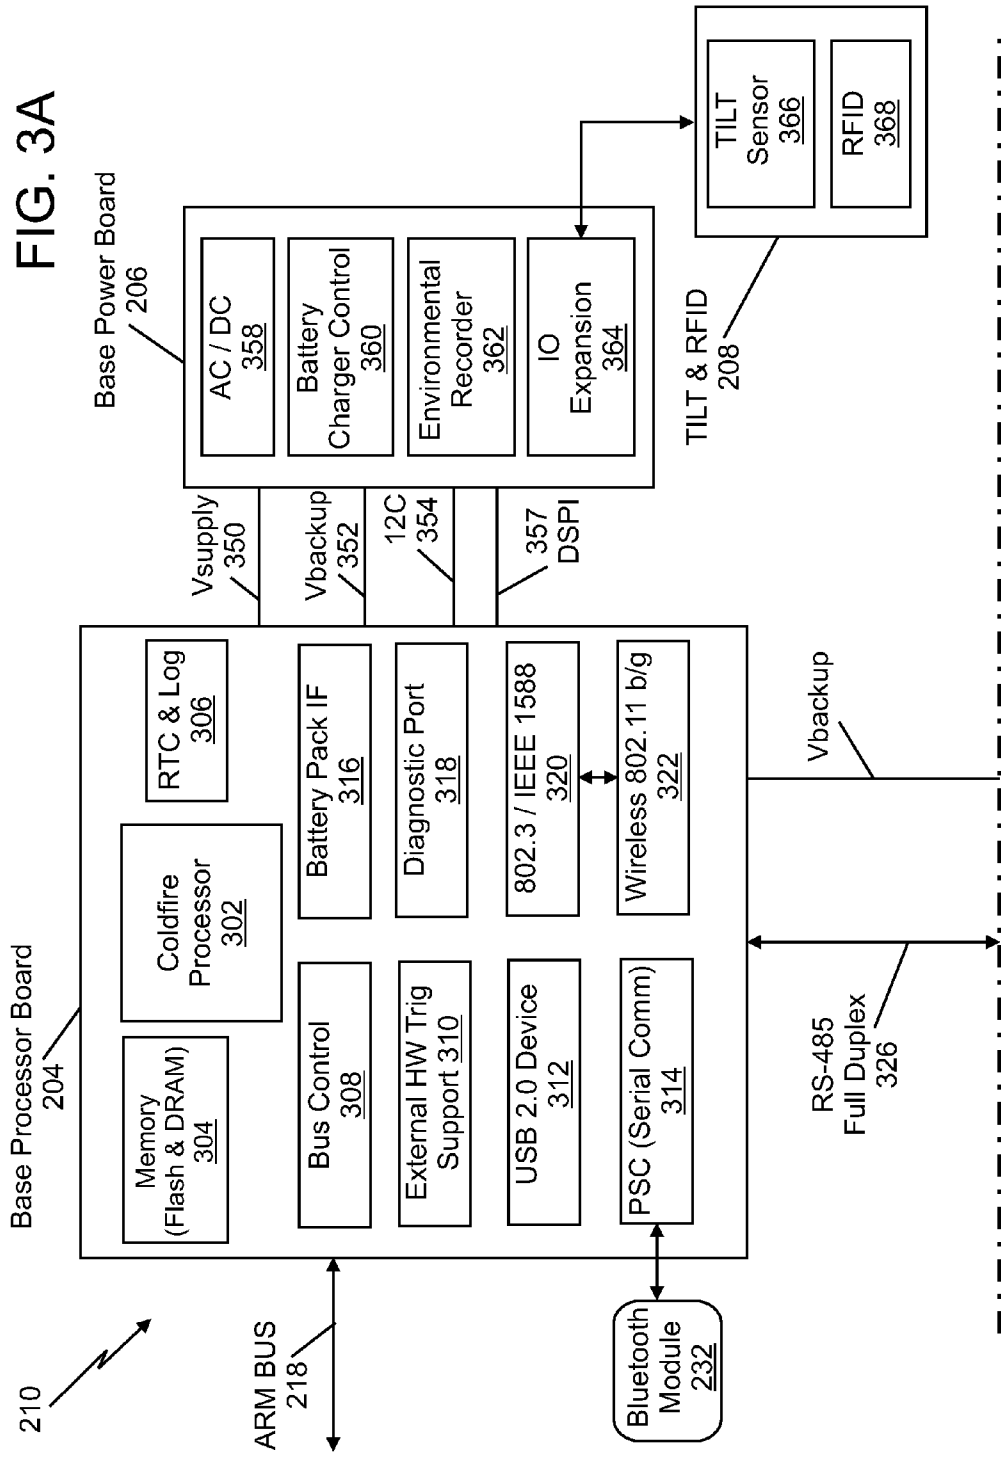 FIG. 3A
210
Base Processor Board
204
Memory
(Flash & DRAM)
304
Coldfire
Processor
302
RTC & Log
306
Bus Control
308
Battery Pack IF
316
External HW Trig
Support 310
Diagnostic Port
318
USB 2.0 Device
312
802.3 / IEEE 1588
320
PSC (Serial Comm)
314
Wireless 802.11 b/g
322
ARM BUS
218
Bluetooth
Module
232
RS-485
Full Duplex
326
Vbackup
Vsupply
350
Vbackup
352
12C
354
357
DSPI
Base Power Board
206
AC / DC
358
Battery
Charger Control
360
Environmental
Recorder
362
IO
Expansion
364
TILT & RFID
208
TILT
Sensor
366
RFID
368